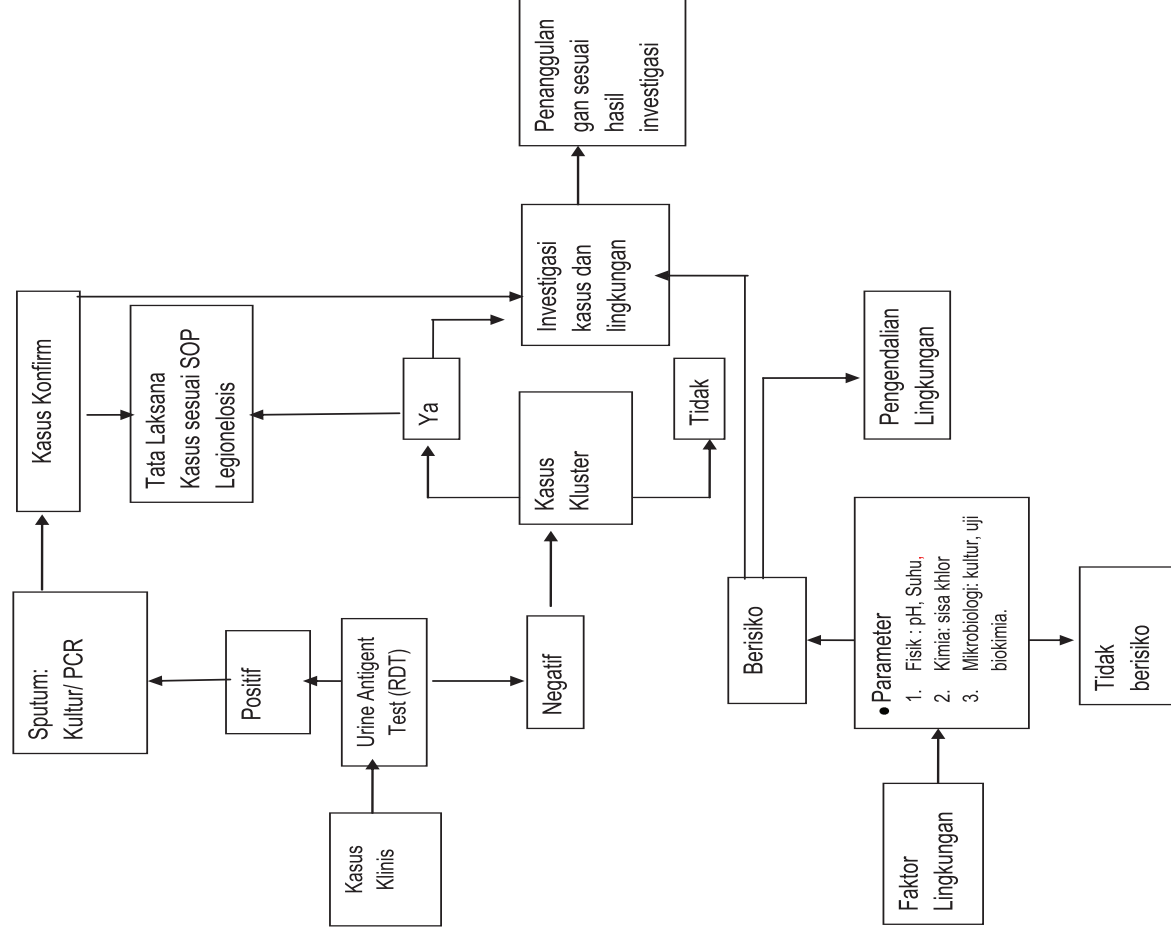 Kasus
Klinis
Urine Antigent
Test (RDT)
Positif
Negatif
Sputum:
Kultur/ PCR
Kasus Konfirm
Tata Laksana
Kasus sesuai SOP
Legionelosis
Kasus
Kluster
Ya
Tidak
Investigasi
kasus dan
lingkungan
Penanggulan
gan sesuai
hasil
investigasi
Faktor
Lingkungan
● Parameter
1. Fisik : pH, Suhu,
2. Kimia: sisa khlor
3. Mikrobiologi: kultur, uji
biokimia.
Berisiko
Tidak
berisiko
Pengendalian
Lingkungan